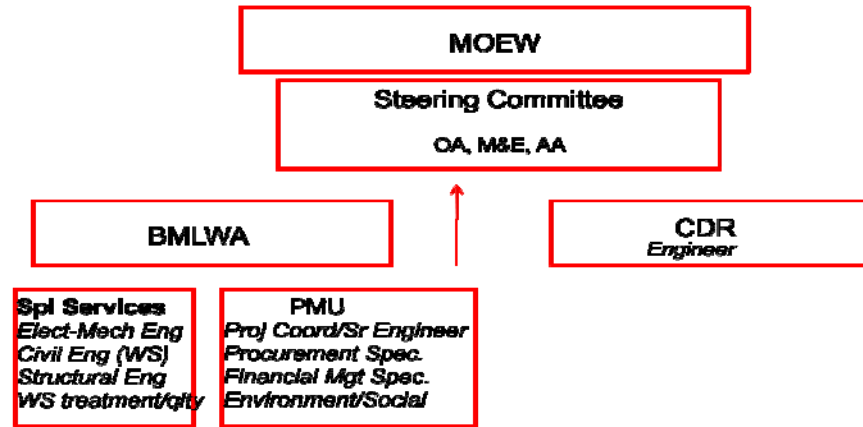 MOEW
Steering Committee
OA, M&E, AA
BMLWA
CDR
Engineer
Spl Services
Elect-Mech Eng
Civil Eng (WS)
Structural Eng
WS treatment/qlty
PMU
Proj Coord/Sr Engineer
Procurement Spec.
Financial Mgt Spec.
Environment/Social